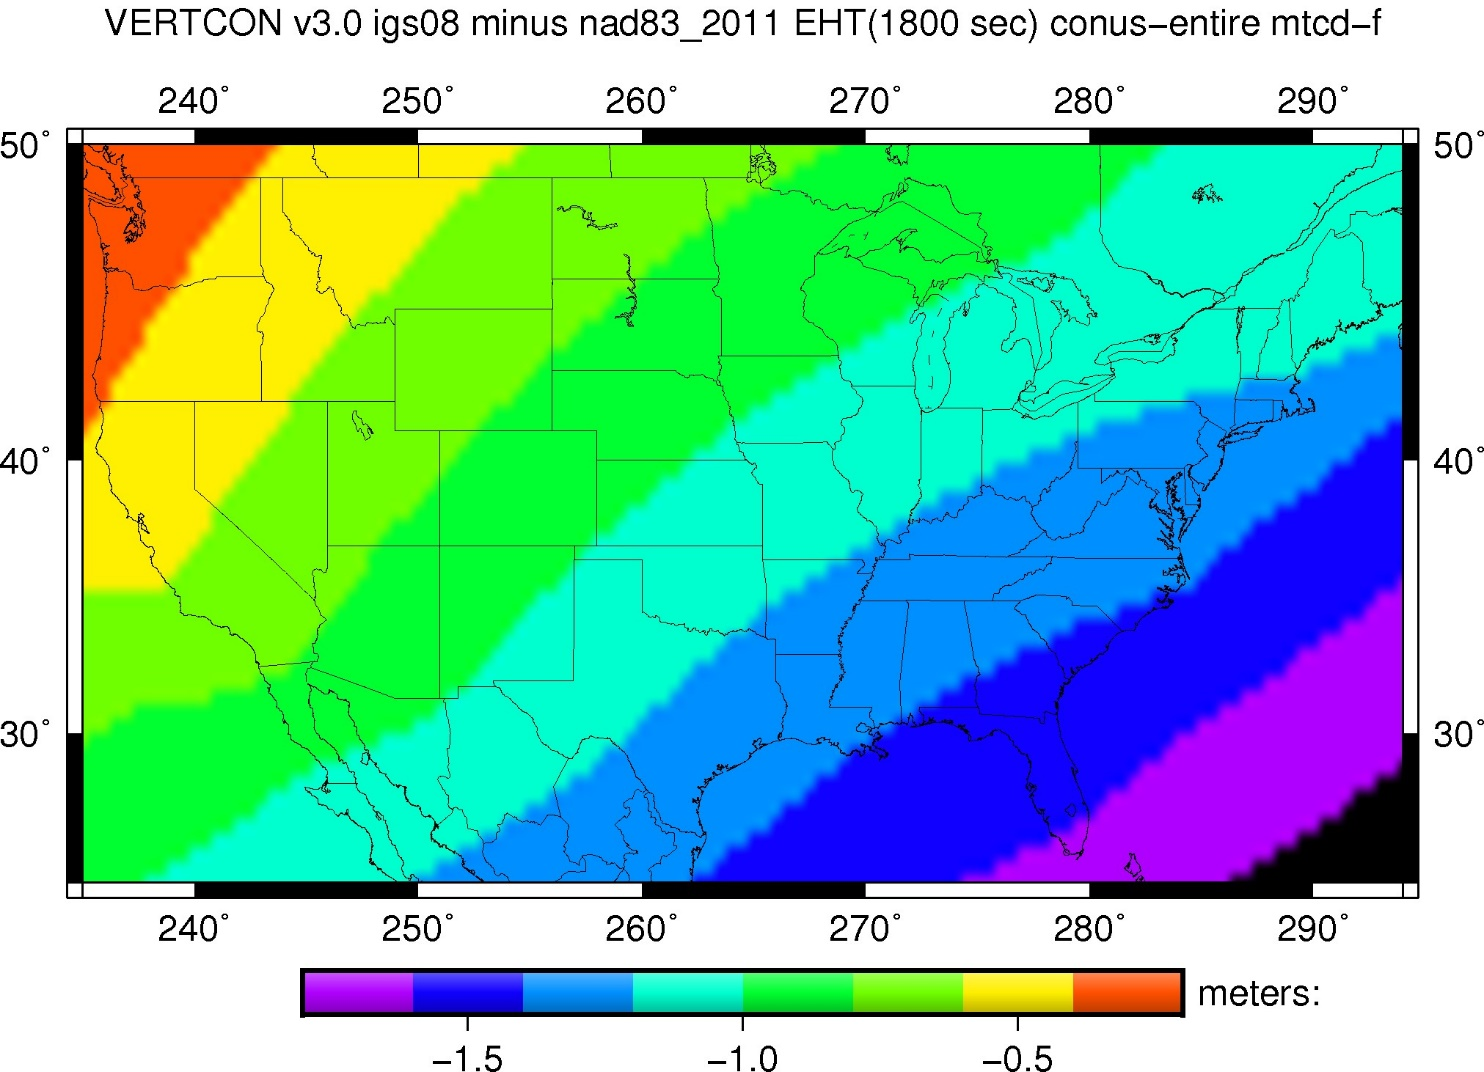 VERTCON v3.0 igs08 minus nad83_2011 EHT(1800 sec) conus−entire mtcd−f
240˚ 250˚ 260˚ 270˚ 280˚ 290˚
50˚ 50˚
40˚ 40˚
30˚ 30˚
240˚ 250˚ 260˚ 270˚ 280˚ 290˚
meters:
−1.5 −1.0 −0.5